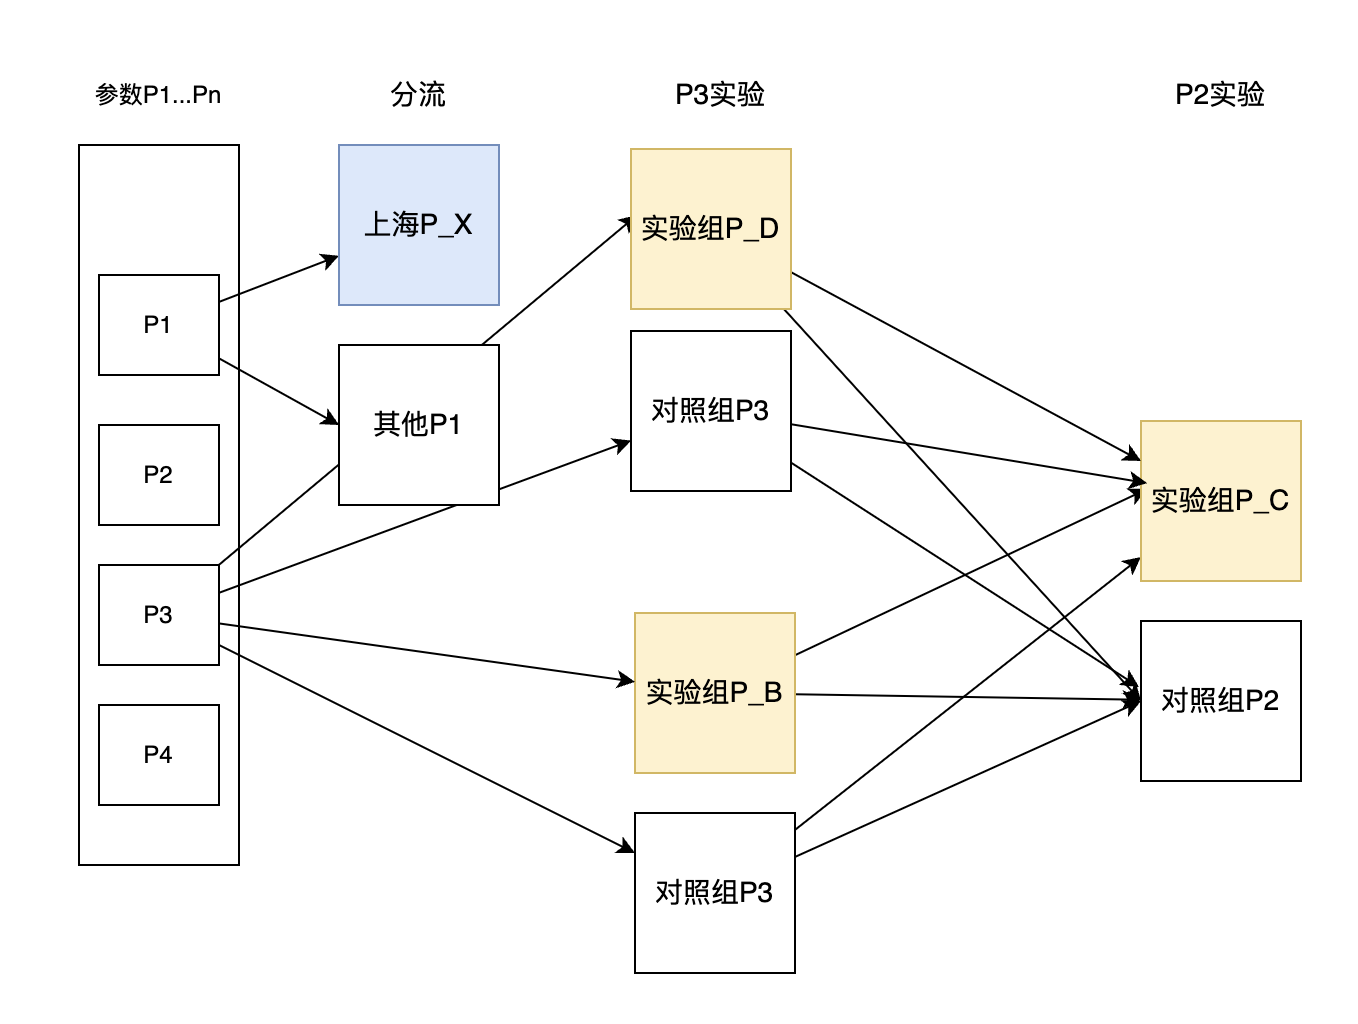 参数P1...Pn
分流
P3实验
P2实验
上海P_X
实验组P_D
P1
其他P1
对照组P3
P2
实验组P_C
P3
实验组P_B
对照组P2
P4
对照组P3